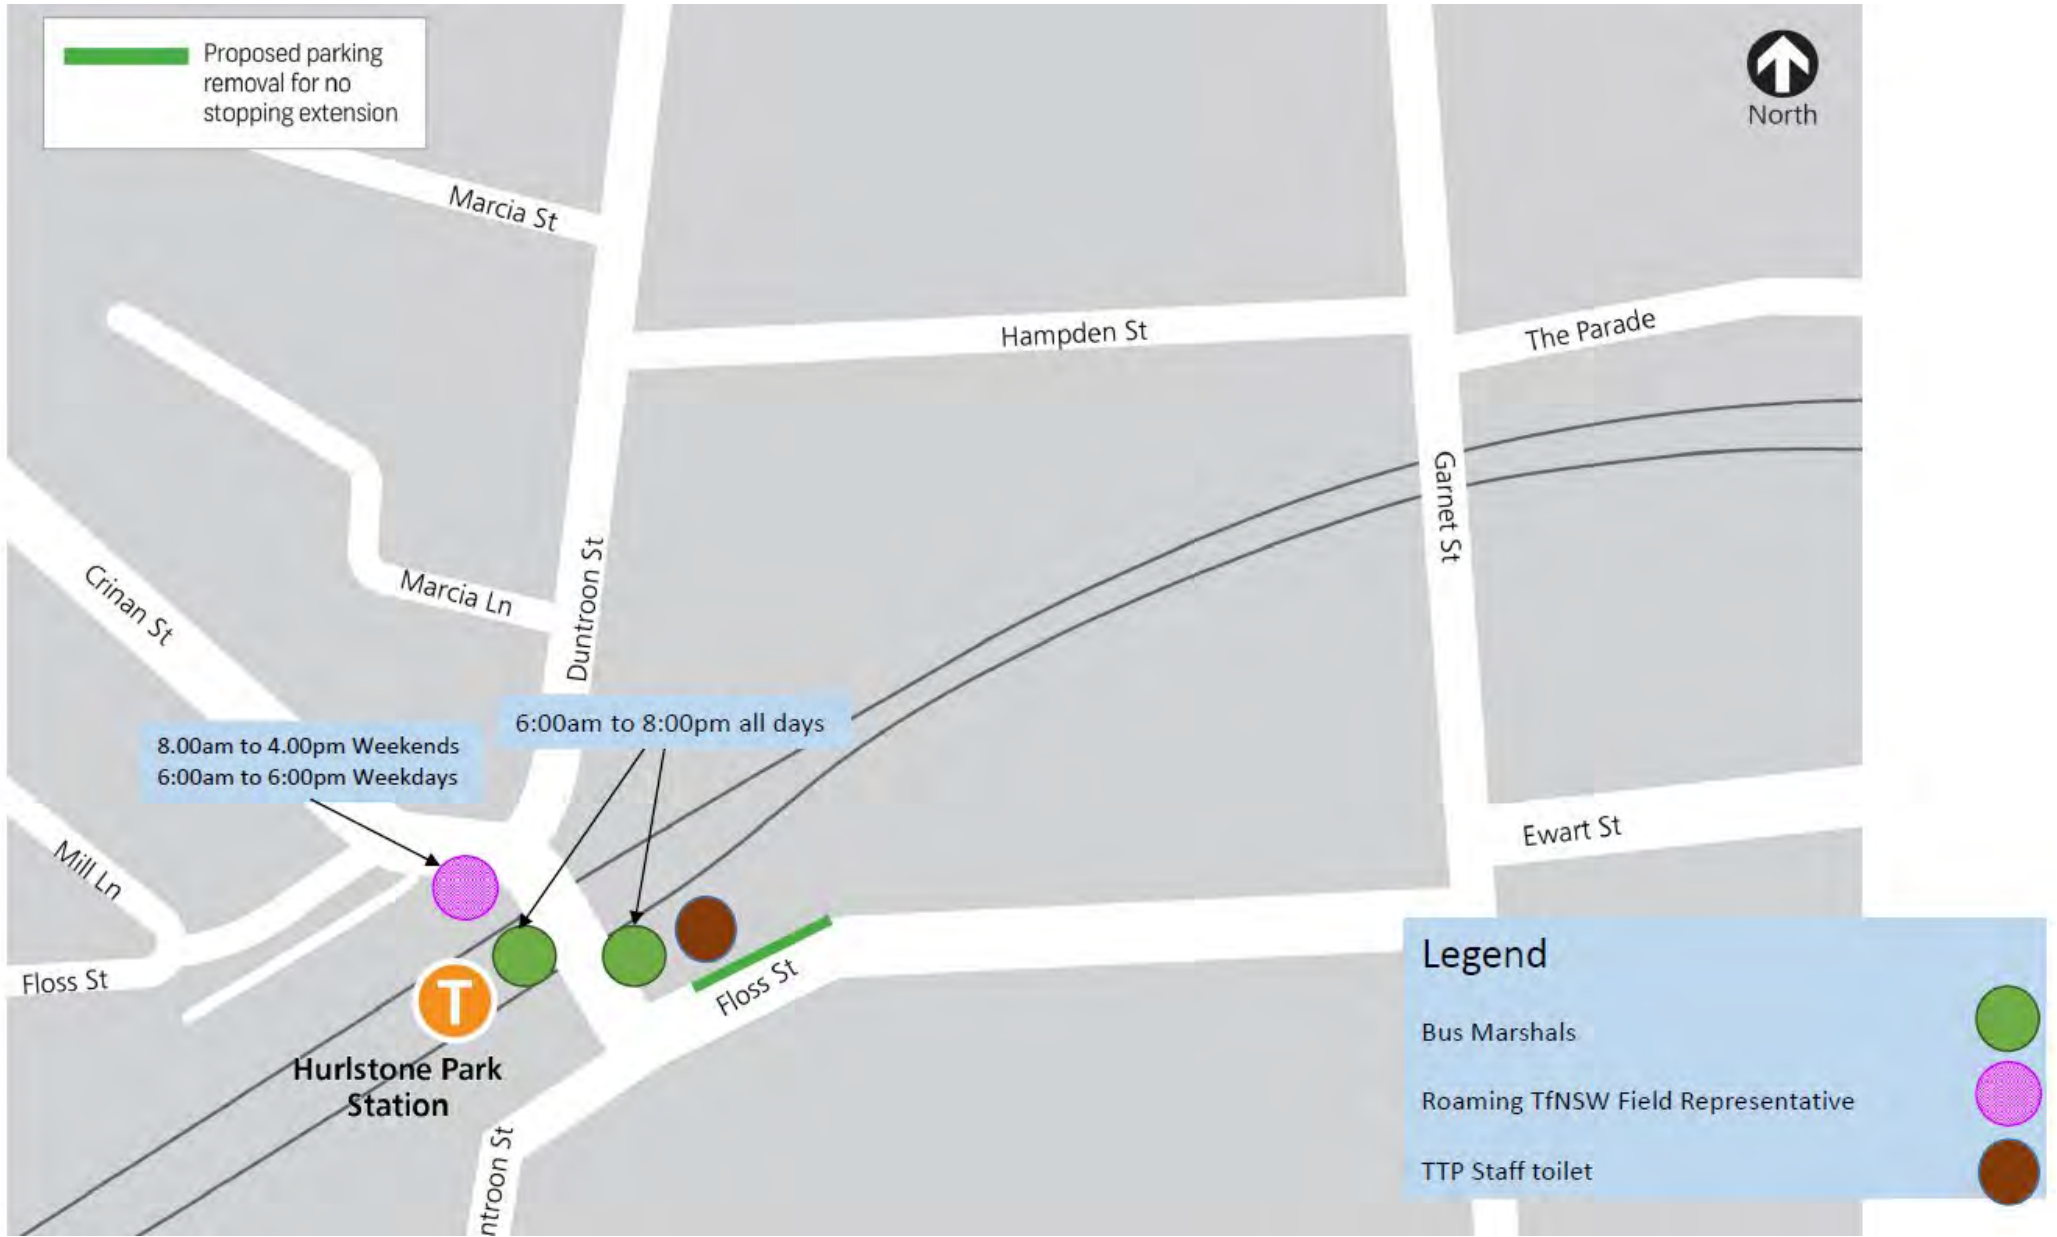 Proposed parking
removal for no
stopping extension
North
Marcia St
Hampden St
The Parade
Garnet St
Crinan St
Marcia Ln
Duntroon St
6:00am to 8:00pm all days
8.00am to 4.00pm Weekends
6:00am to 6:00pm Weekdays
Ewart St
Mill Ln
Floss St
Floss St
T
Hurlstone Park
Station
ntroon St
Legend
Bus Marshals
Roaming TfNSW Field Representative
TTP Staff toilet